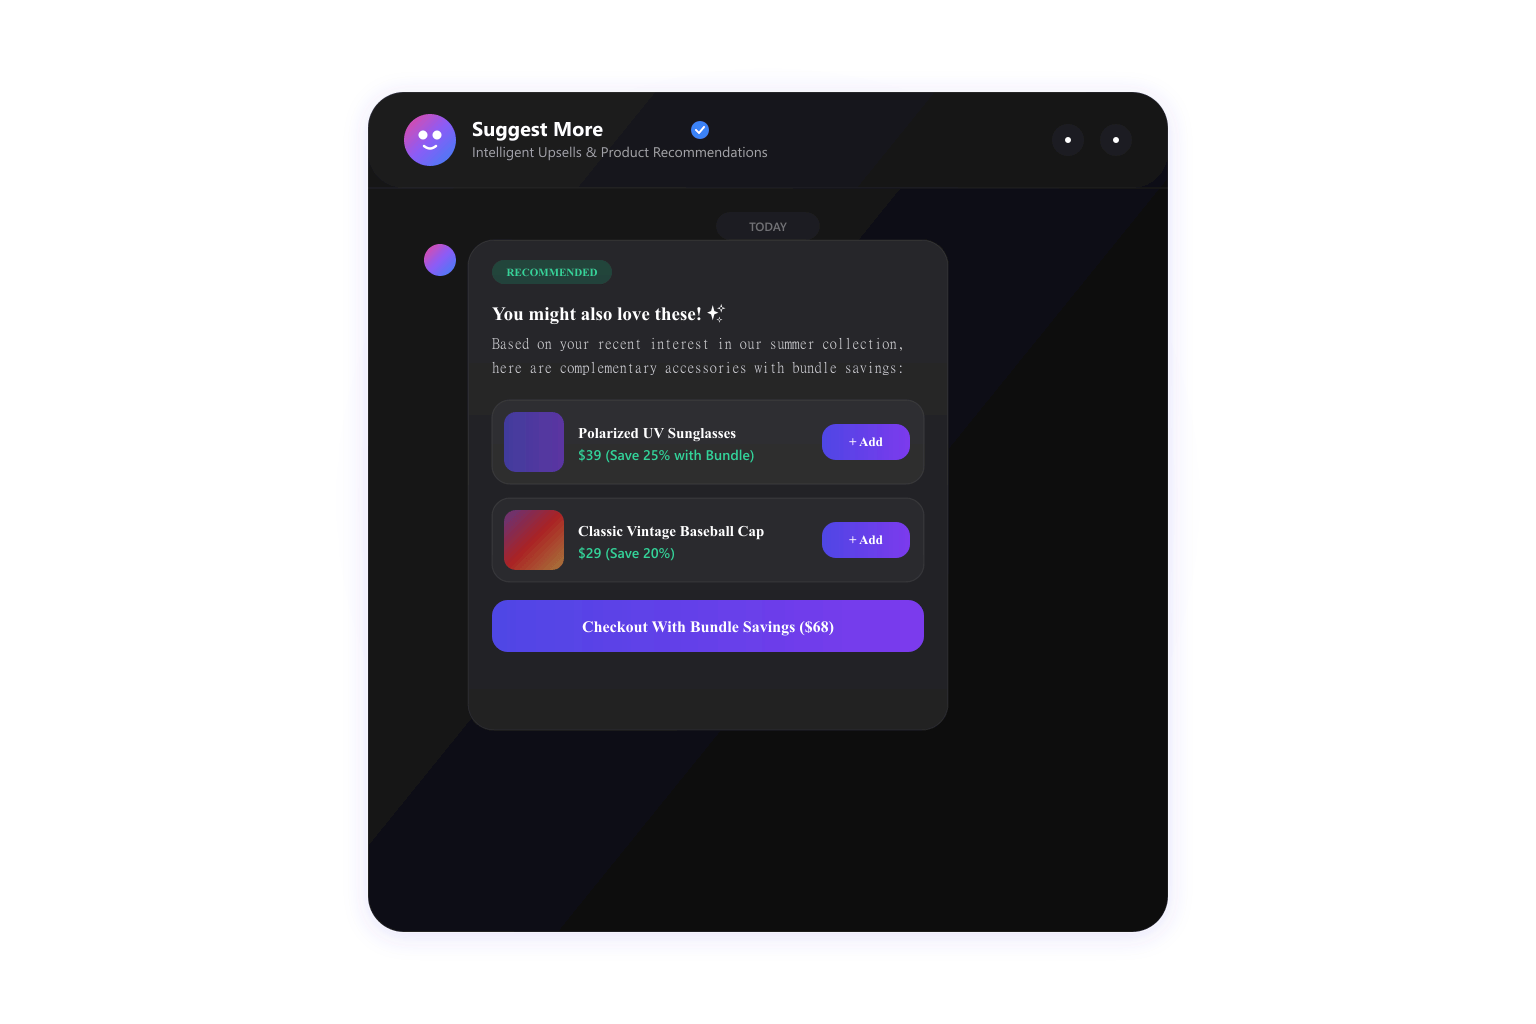 Suggest More
Intelligent Upsells & Product Recommendations
TODAY
RECOMMENDED
You might also love these! ✨
Based on your recent interest in our summer collection,
here are complementary accessories with bundle savings:
Polarized UV Sunglasses
$39 (Save 25% with Bundle)
+ Add
Classic Vintage Baseball Cap
$29 (Save 20%)
+ Add
Checkout With Bundle Savings ($68)